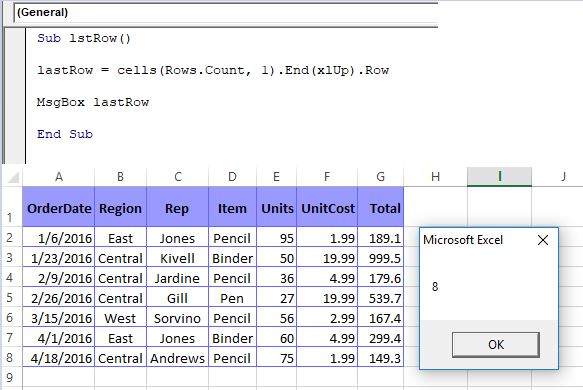 (General)
Sub lstRow()
lastRow = cells(Rows.Count, 1).End(xlUp).Row
MsgBox lastRow
End Sub
A B C D E F G H I J
1 OrderDate Region Rep Item Units UnitCost Total
2 1/6/2016 East Jones Pencil 95 1.99 189.1
3 1/23/2016 Central Kivell Binder 50 19.99 999.5
4 2/9/2016 Central Jardine Pencil 36 4.99 179.6
5 2/26/2016 Central Gill Pen 27 19.99 539.7
6 3/15/2016 West Sorvino Pencil 56 2.99 167.4
7 4/1/2016 East Jones Binder 60 4.99 299.4
8 4/18/2016 Central Andrews Pencil 75 1.99 149.3
9
Microsoft Excel
8
OK